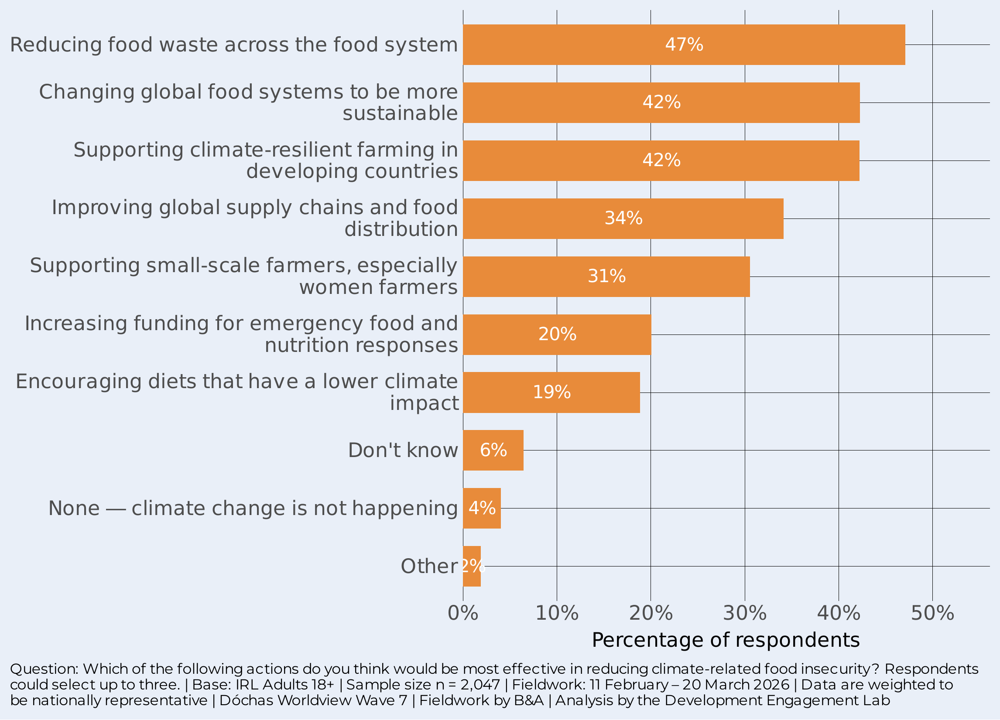 Reducing food waste across the food system
47%
Changing global food systems to be more
sustainable
42%
Supporting climate-resilient farming in
developing countries
42%
Improving global supply chains and food
distribution
34%
Supporting small-scale farmers, especially
women farmers
31%
Increasing funding for emergency food and
nutrition responses
20%
Encouraging diets that have a lower climate
impact
19%
Don't know
6%
None — climate change is not happening
4%
Other
2%
0% 10% 20% 30% 40% 50%
Percentage of respondents
Question: Which of the following actions do you think would be most effective in reducing climate-related food insecurity? Respondents
could select up to three. | Base: IRL Adults 18+ | Sample size n = 2,047 | Fieldwork: 11 February – 20 March 2026 | Data are weighted to
be nationally representative | Dóchas Worldview Wave 7 | Fieldwork by B&A | Analysis by the Development Engagement Lab